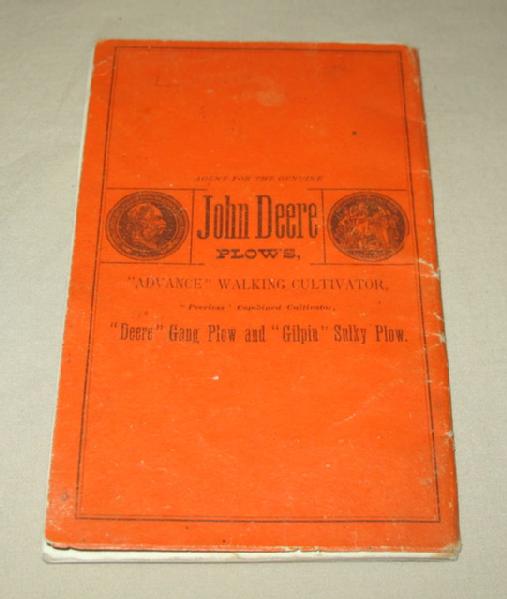 AGENT FOR THE GENUINE
John Deere
PLOWS,
"ADVANCE" WALKING CULTIVATOR,
"Peerless" Combined Cultivator,
"Deere" Gang Plow and "Gilpin" Sulky Plow.